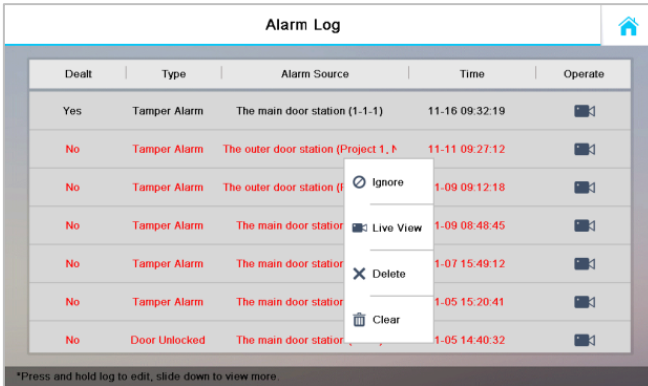 Alarm Log
Dealt Type Alarm Source Time Operate
Yes Tamper Alarm The main door station (1-1-1) 11-16 09:32:19
No Tamper Alarm The outer door station (Project 1, 11-11 09:27:12
No Tamper Alarm The outer door station 1-09 09:12:18
Ignore
No Tamper Alarm The main door station 1-09 08:48:45
Live View
No Tamper Alarm The main door station 1-07 15:49:12
Delete
No Tamper Alarm The main door station 1-05 15:20:41
Clear
No Door Unlocked The main door station 1-05 14:40:32
*Press and hold log to edit, slide down to view more.